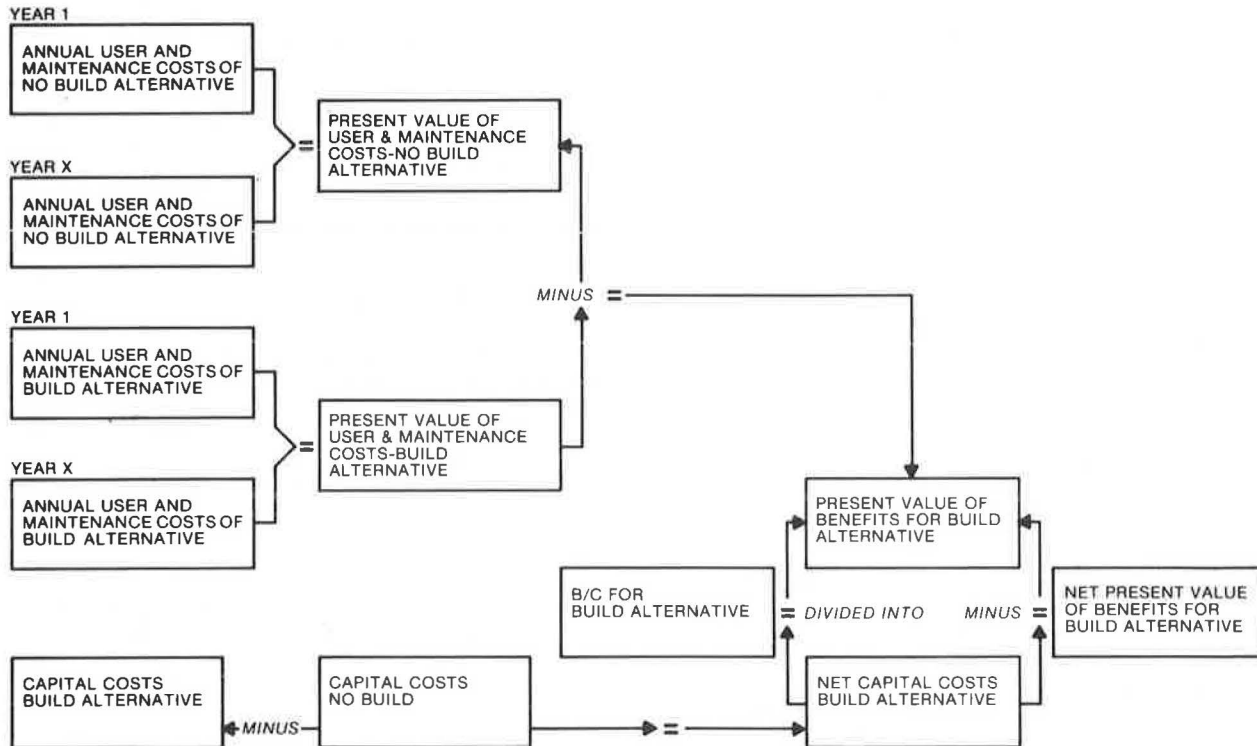 YEAR 1
ANNUAL USER AND
MAINTENANCE COSTS OF
NO BUILD ALTERNATIVE
=
PRESENT VALUE OF
USER & MAINTENANCE
COSTS-NO BUILD
ALTERNATIVE
YEAR X
ANNUAL USER AND
MAINTENANCE COSTS OF
NO BUILD ALTERNATIVE
MINUS =
YEAR 1
ANNUAL USER AND
MAINTENANCE COSTS OF
BUILD ALTERNATIVE
=
PRESENT VALUE OF
USER & MAINTENANCE
COSTS-BUILD
ALTERNATIVE
YEAR X
ANNUAL USER AND
MAINTENANCE COSTS OF
BUILD ALTERNATIVE
PRESENT VALUE OF
BENEFITS FOR BUILD
ALTERNATIVE
B/C FOR
BUILD ALTERNATIVE
= DIVIDED INTO
MINUS =
NET PRESENT VALUE
OF BENEFITS FOR
BUILD ALTERNATIVE
CAPITAL COSTS
BUILD ALTERNATIVE
MINUS
CAPITAL COSTS
NO BUILD
=
NET CAPITAL COSTS
BUILD ALTERNATIVE